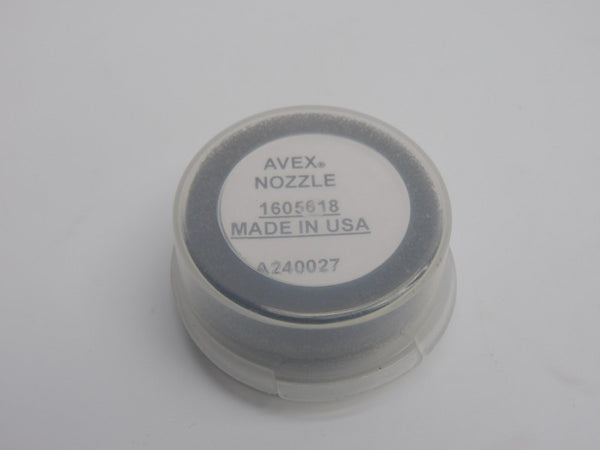 AVEX®
NOZZLE
1605618
MADE IN USA
A240027